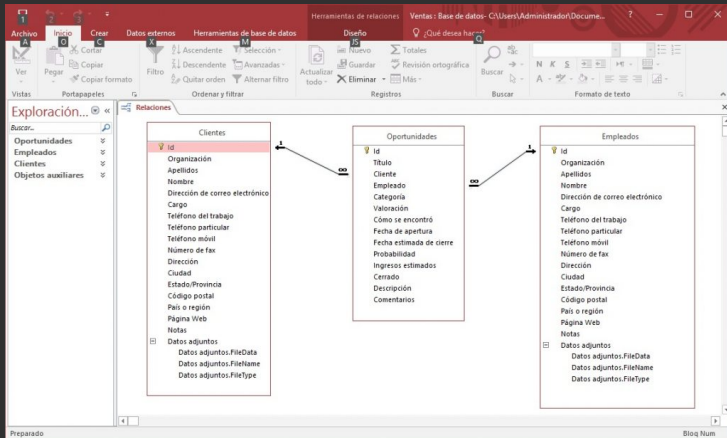 Herramientas de relaciones Ventas : Base de datos- C:\Users\Administrador\Docume...
1 2 3
Archivo Inicio Crear Datos externos Herramientas de base de datos Diseño ¿Qué desea hacer?
A O C X M JS Q
Ver Pegar Cortar Copiar Copiar formato
Filtro Ascendente Descendente Quitar orden Selección Avanzadas Alternar filtro
Actualizar todo Nuevo Guardar Eliminar Totales Revisión ortográfica Más
Buscar
N K S
A
Vistas Portapapeles Ordenar y filtrar Registros Buscar Formato de texto
Exploración...
Buscar...
Oportunidades
Empleados
Clientes
Objetos auxiliares
Relaciones
Clientes
Id
Organización
Apellidos
Nombre
Dirección de correo electrónico
Cargo
Teléfono del trabajo
Teléfono particular
Teléfono móvil
Número de fax
Dirección
Ciudad
Estado/Provincia
Código postal
País o región
Página Web
Notas
Datos adjuntos
Datos adjuntos.FileData
Datos adjuntos.FileName
Datos adjuntos.FileType
1 ∞
Oportunidades
Id
Título
Cliente
Empleado
Categoría
Valoración
Cómo se encontró
Fecha de apertura
Fecha estimada de cierre
Probabilidad
Ingresos estimados
Cerrado
Descripción
Comentarios
∞ 1
Empleados
Id
Organización
Apellidos
Nombre
Dirección de correo electrónico
Cargo
Teléfono del trabajo
Teléfono particular
Teléfono móvil
Número de fax
Dirección
Ciudad
Estado/Provincia
Código postal
País o región
Página Web
Notas
Datos adjuntos
Datos adjuntos.FileData
Datos adjuntos.FileName
Datos adjuntos.FileType
Preparado
Bloq Num